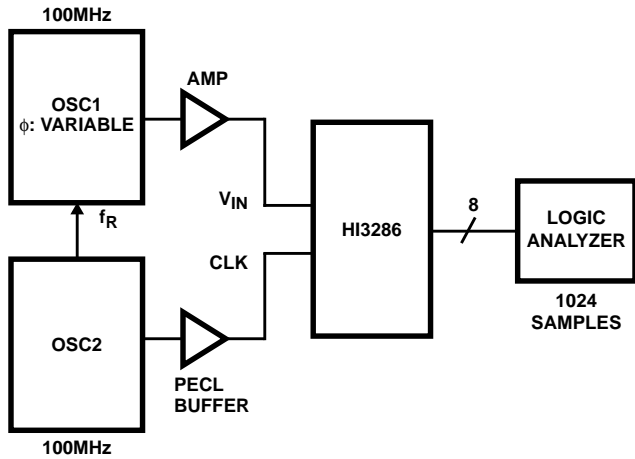 100MHz
OSC1
ϕ: VARIABLE
AMP
fR
VIN
CLK
HI3286
8
LOGIC
ANALYZER
1024
SAMPLES
OSC2
PECL
BUFFER
100MHz